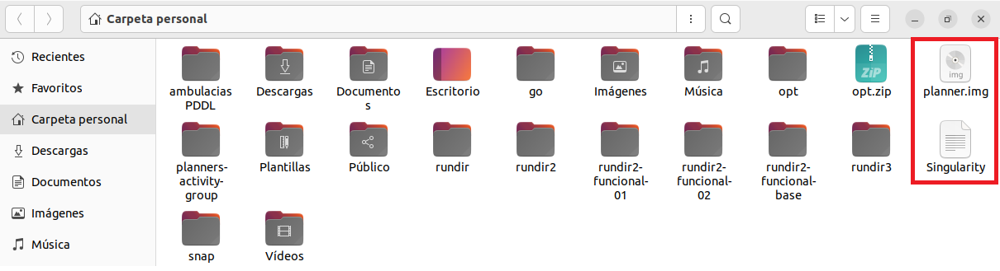 Carpeta personal
Recientes
Favoritos
Carpeta personal
Descargas
Documentos
Imágenes
Música
ambulacias
PDDL
Descargas
Documento
s
Escritorio
go
Imágenes
Música
opt
ZiP
opt.zip
img
planner.img
planners-
activity-
group
Plantillas
Público
rundir
rundir2
rundir2-
funcional-
01
rundir2-
funcional-
02
rundir2-
funcional-
base
rundir3
Singularity
snap
Vídeos